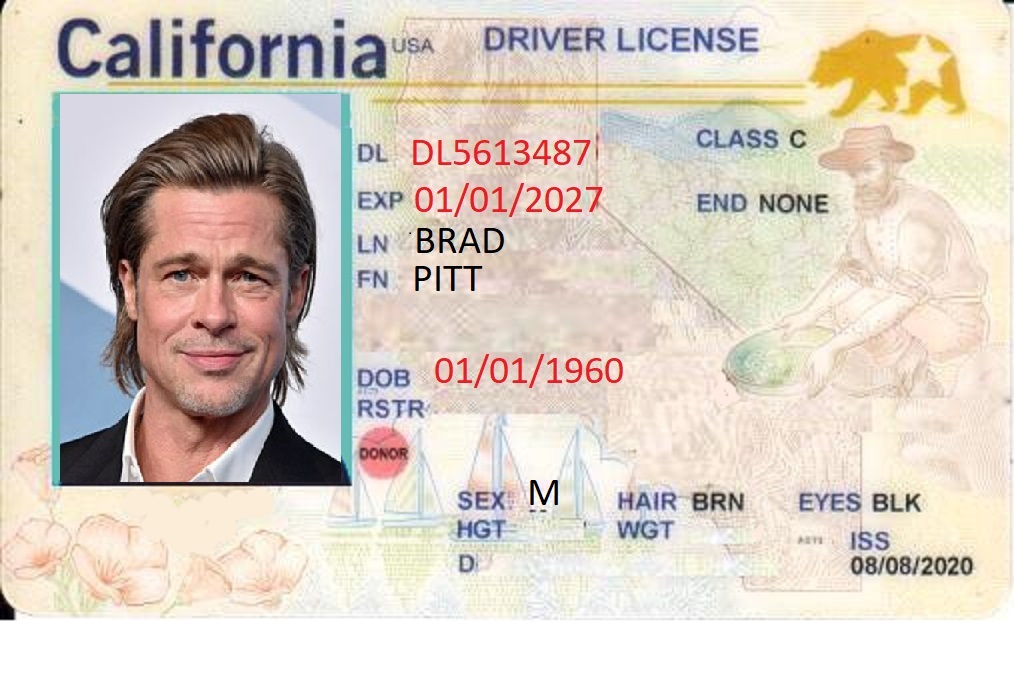 California USA DRIVER LICENSE
DL DL5613487 CLASS C
EXP 01/01/2027 END NONE
LN BRAD
FN PITT
DOB 01/01/1960
RSTR
DONOR
SEX M HAIR BRN EYES BLK
HGT WGT
ISS
08/08/2020